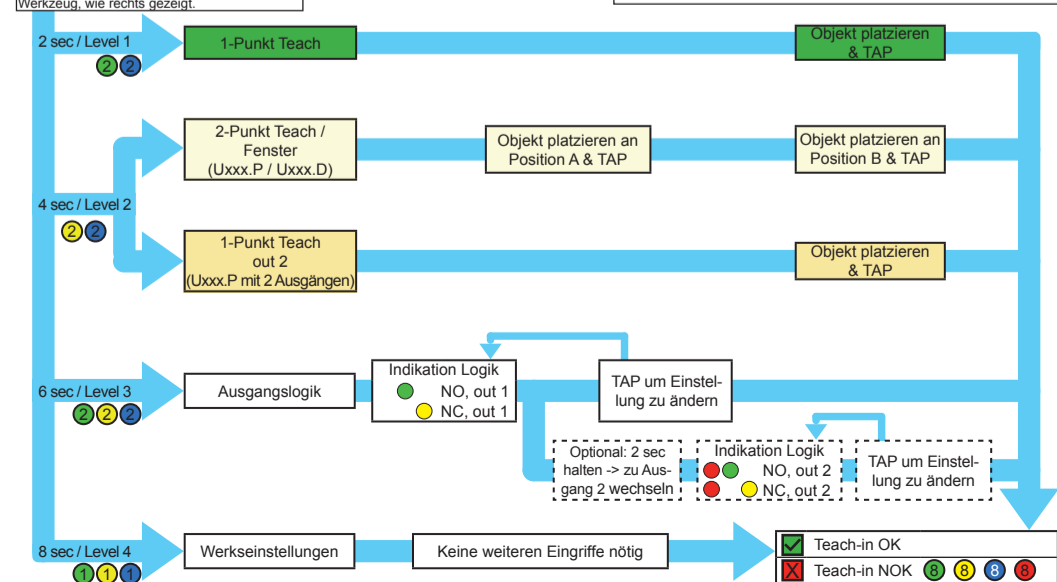 Werkzeug, wie rechts gezeigt.
2 sec / Level 1
2 2
1-Punkt Teach
Objekt platzieren
& TAP
4 sec / Level 2
2 2
2-Punkt Teach /
Fenster
(Uxxx.P / Uxxx.D)
Objekt platzieren an
Position A & TAP
Objekt platzieren an
Position B & TAP
1-Punkt Teach
out 2
(Uxxx.P mit 2 Ausgängen)
Objekt platzieren
& TAP
6 sec / Level 3
2 2 2
Ausgangslogik
Indikation Logik
NO, out 1
NC, out 1
TAP um Einstel-
lung zu ändern
Optional: 2 sec
halten -> zu Aus-
gang 2 wechseln
Indikation Logik
NO, out 2
NC, out 2
TAP um Einstel-
lung zu ändern
8 sec / Level 4
1 1 1
Werkseinstellungen
Keine weiteren Eingriffe nötig
Teach-in OK
Teach-in NOK 8 8 8 8